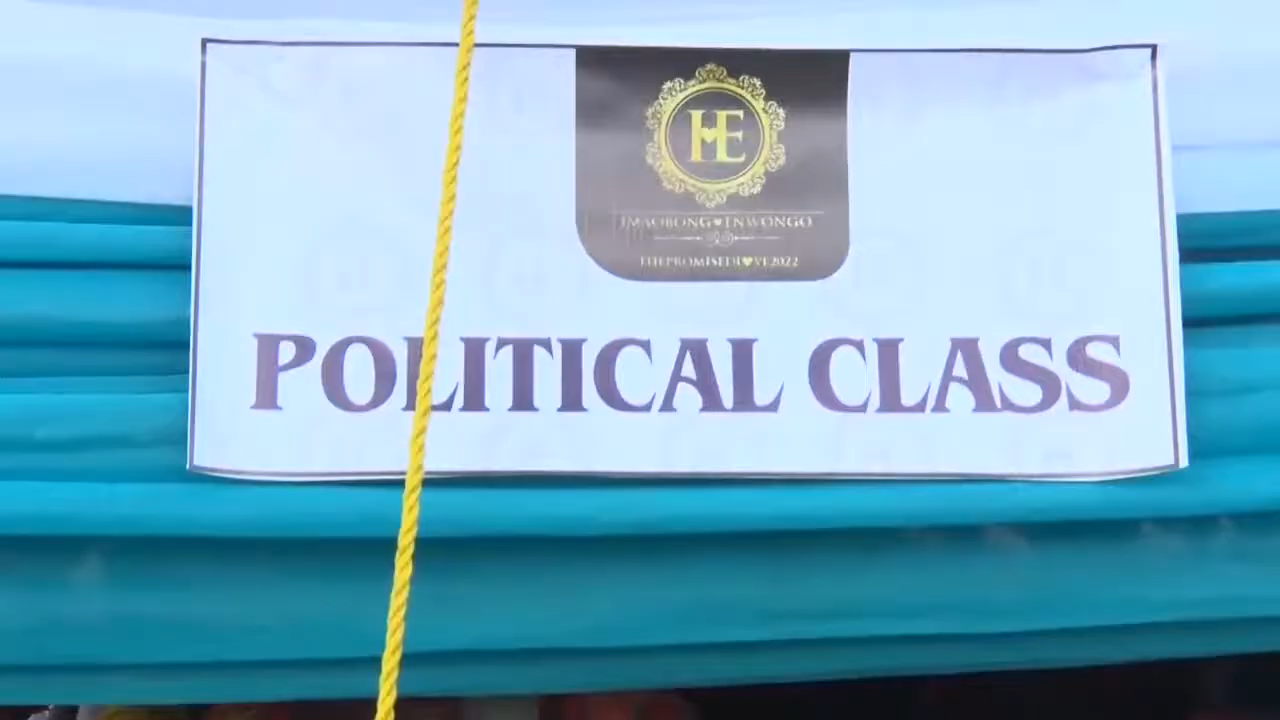 HE
IMAOBONG♥ENWONGO
THEPROMISEDL♥VE2022
POLITICAL CLASS